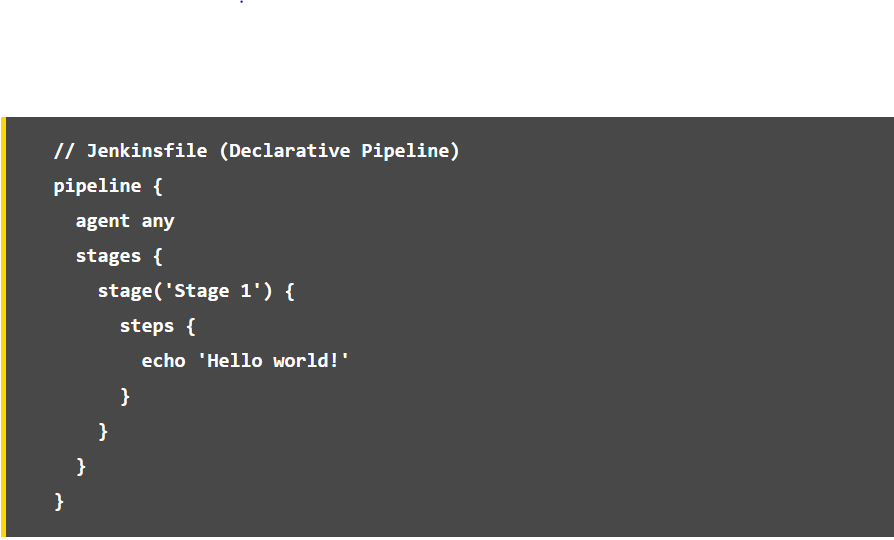 // Jenkinsfile (Declarative Pipeline)
pipeline {
  agent any
  stages {
    stage('Stage 1') {
      steps {
        echo 'Hello world!'
      }
    }
  }
}